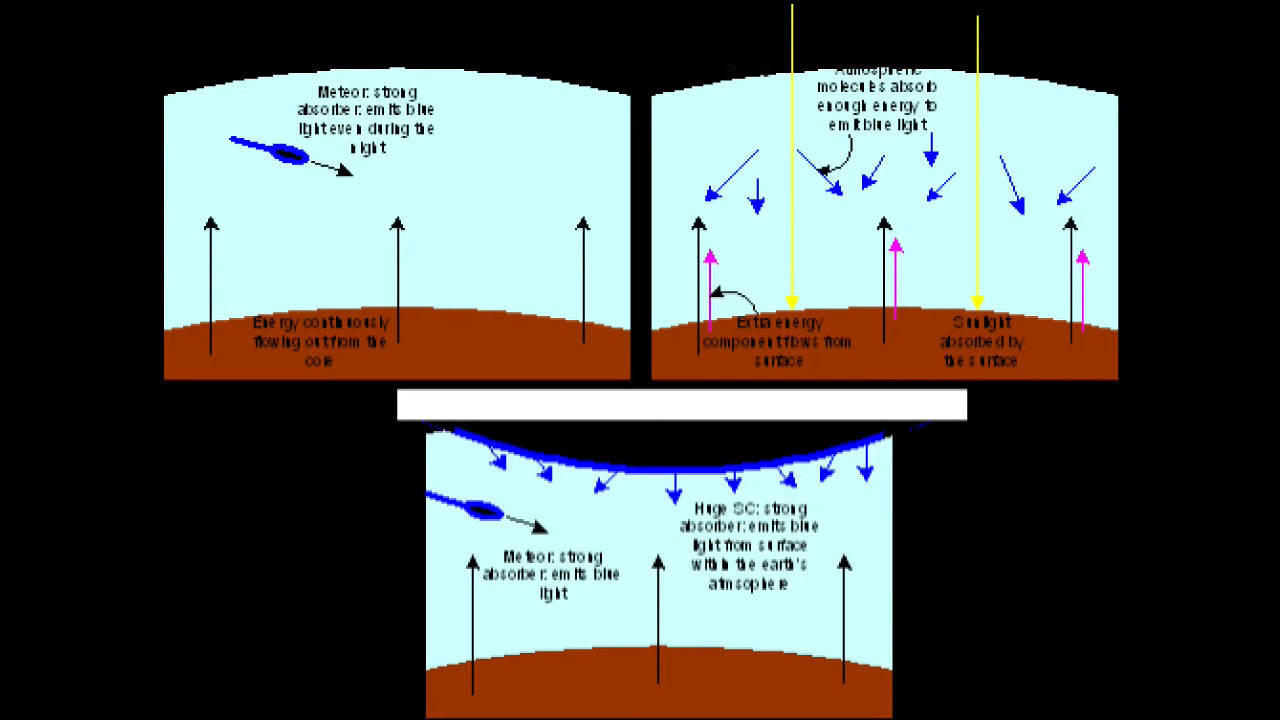 Meteor: strong
absorber: emits blue
light even during the
night
Energy continuously
flowing out from the
core
Atmospheric
molecules absorb
enough energy to
emit blue light
Extra energy
component flows from
surface
Sunlight
absorbed by
the surface
Huge SC: strong
absorber: emits blue
light from surface
within the earth's
atmsophere
Meteor: strong
absorber: emits blue
light